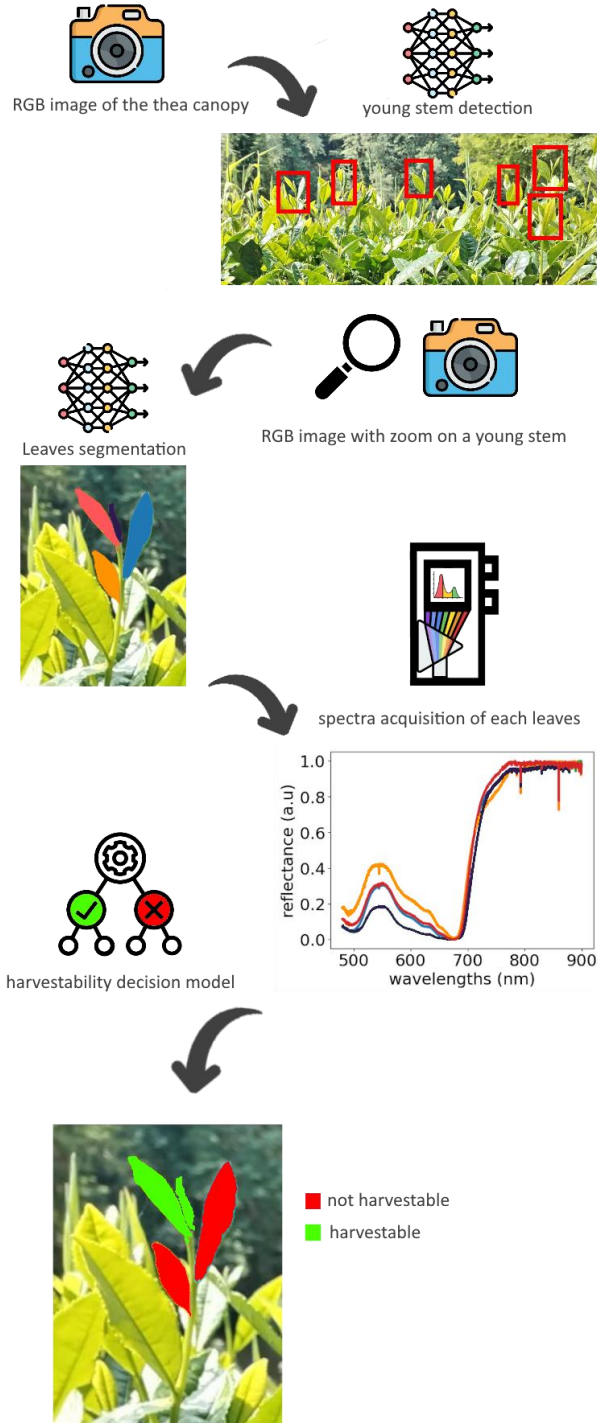 RGB image of the thea canopy
young stem detection
RGB image with zoom on a young stem
Leaves segmentation
spectra acquisition of each leaves
1.0
0.8
0.6
0.4
0.2
0.0
reflectance (a.u)
500
600
700
800
900
wavelengths (nm)
harvestability decision model
not harvestable
harvestable